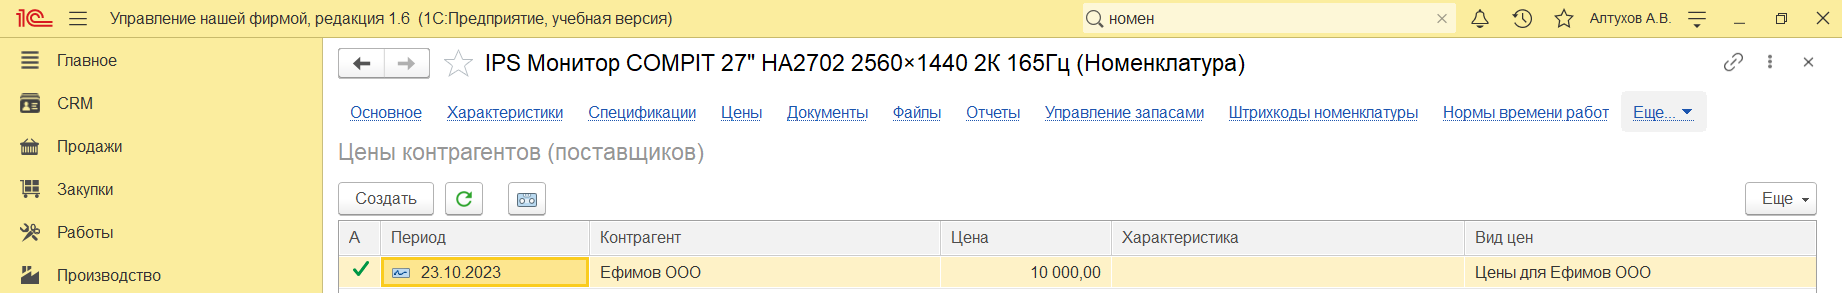 1С Управление нашей фирмой, редакция 1.6 (1С:Предприятие, учебная версия) номен Алтухов А.В.
Главное
CRM
Продажи
Закупки
Работы
Производство
IPS Монитор COMPIT 27" HA2702 2560×1440 2К 165Гц (Номенклатура)
Основное Характеристики Спецификации Цены Документы Файлы Отчеты Управление запасами Штрихкоды номенклатуры Нормы времени работ Еще...
Цены контрагентов (поставщиков)
Создать Еще
А Период Контрагент Цена Характеристика Вид цен
23.10.2023 Ефимов ООО 10 000,00 Цены для Ефимов ООО